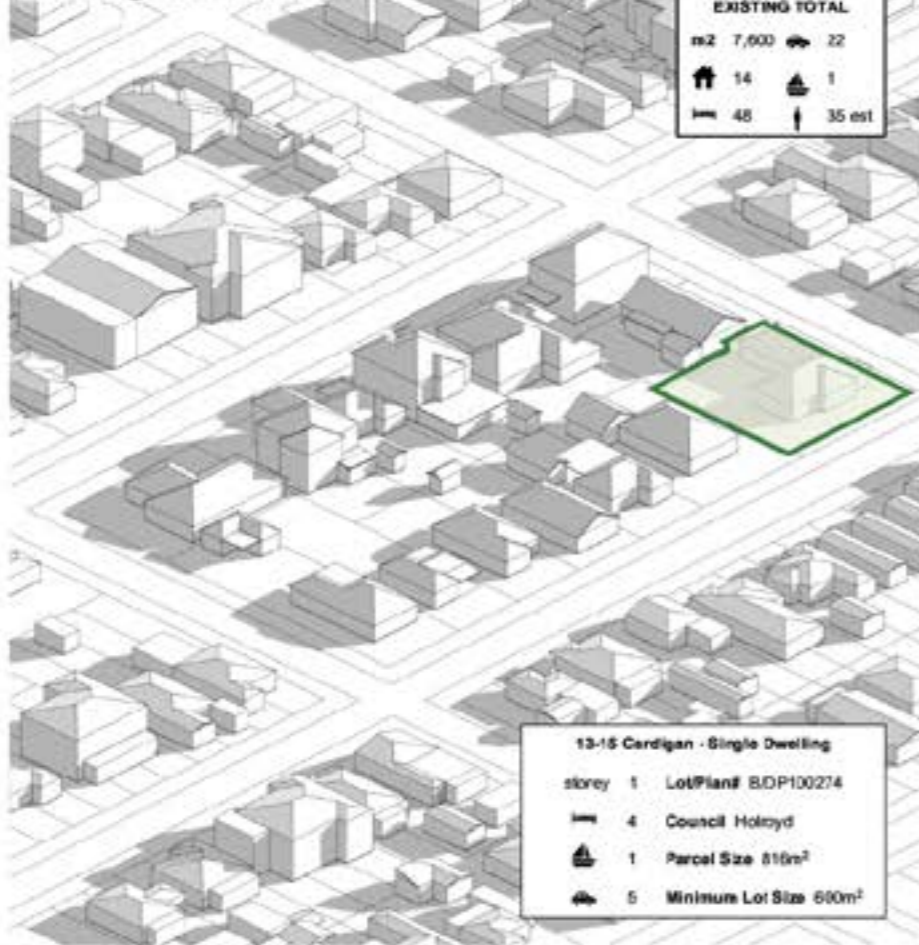 EXISTING TOTAL
m2 7,600 22
14 1
48 35 est
13-15 Cardigan - Single Dwelling
storey 1 Lot/Plan# B/DP100274
4 Council Holroyd
1 Parcel Size 816m²
5 Minimum Lot Size 690m²